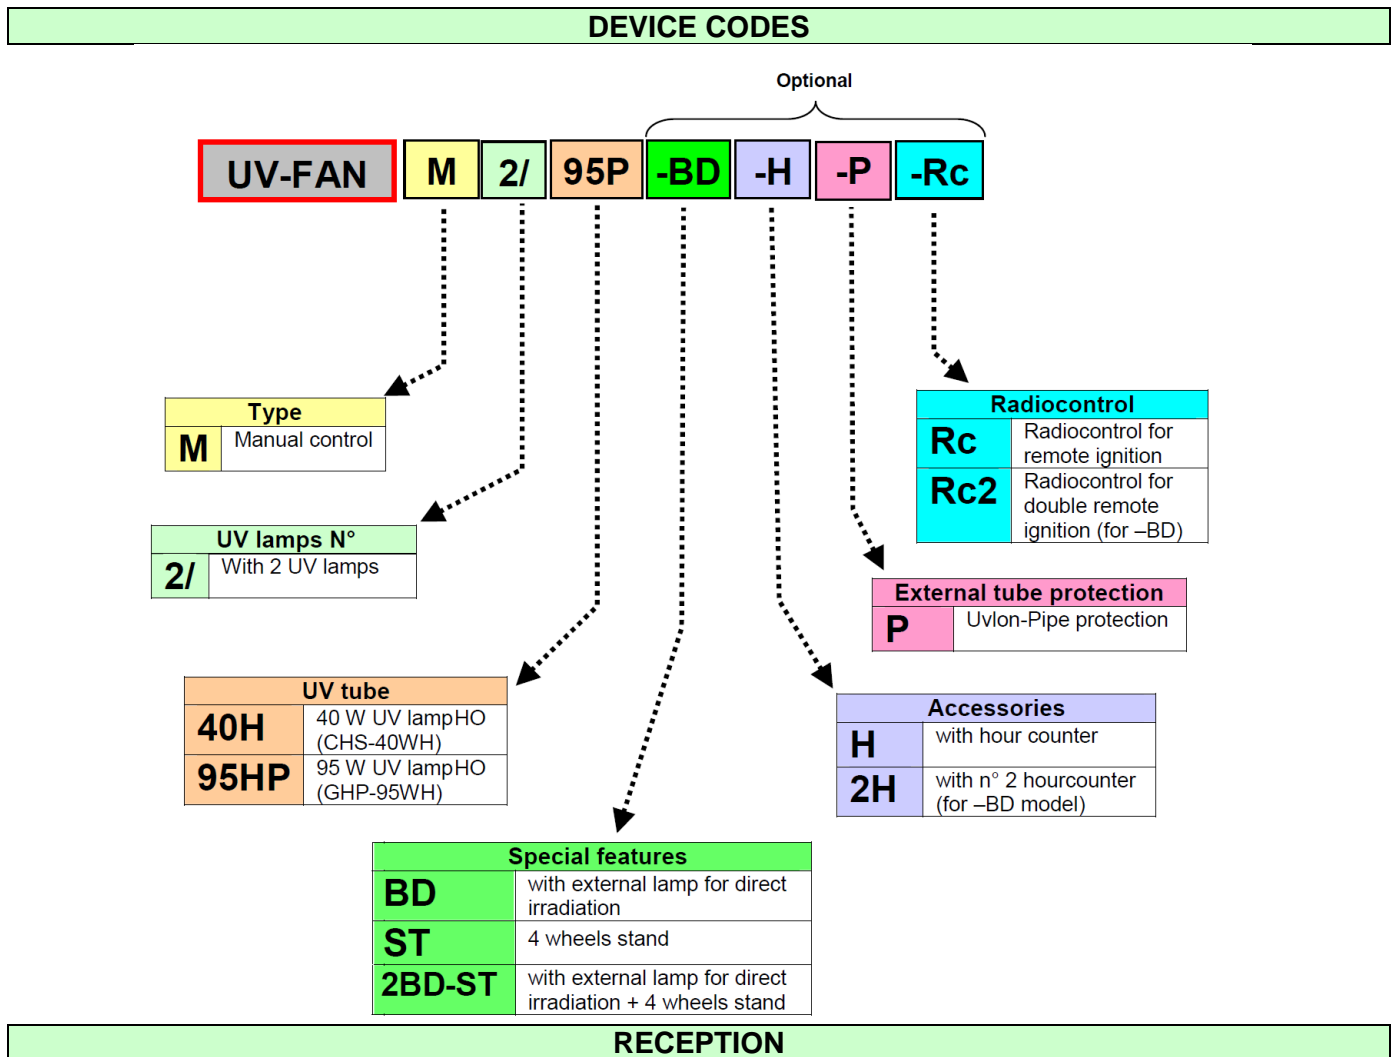 DEVICE CODES
Optional
UV-FAN M 2/ 95P -BD -H -P -Rc
Type
M Manual control
Radiocontrol
Rc Radiocontrol for
remote ignition
Rc2 Radiocontrol for
double remote
ignition (for –BD)
UV lamps N°
2/ With 2 UV lamps
External tube protection
P Uvlon-Pipe protection
UV tube
40H 40 W UV lampHO
(CHS-40WH)
95HP 95 W UV lampHO
(GHP-95WH)
Accessories
H with hour counter
2H with n° 2 hourcounter
(for –BD model)
Special features
BD with external lamp for direct
irradiation
ST 4 wheels stand
2BD-ST with external lamp for direct
irradiation + 4 wheels stand
RECEPTION